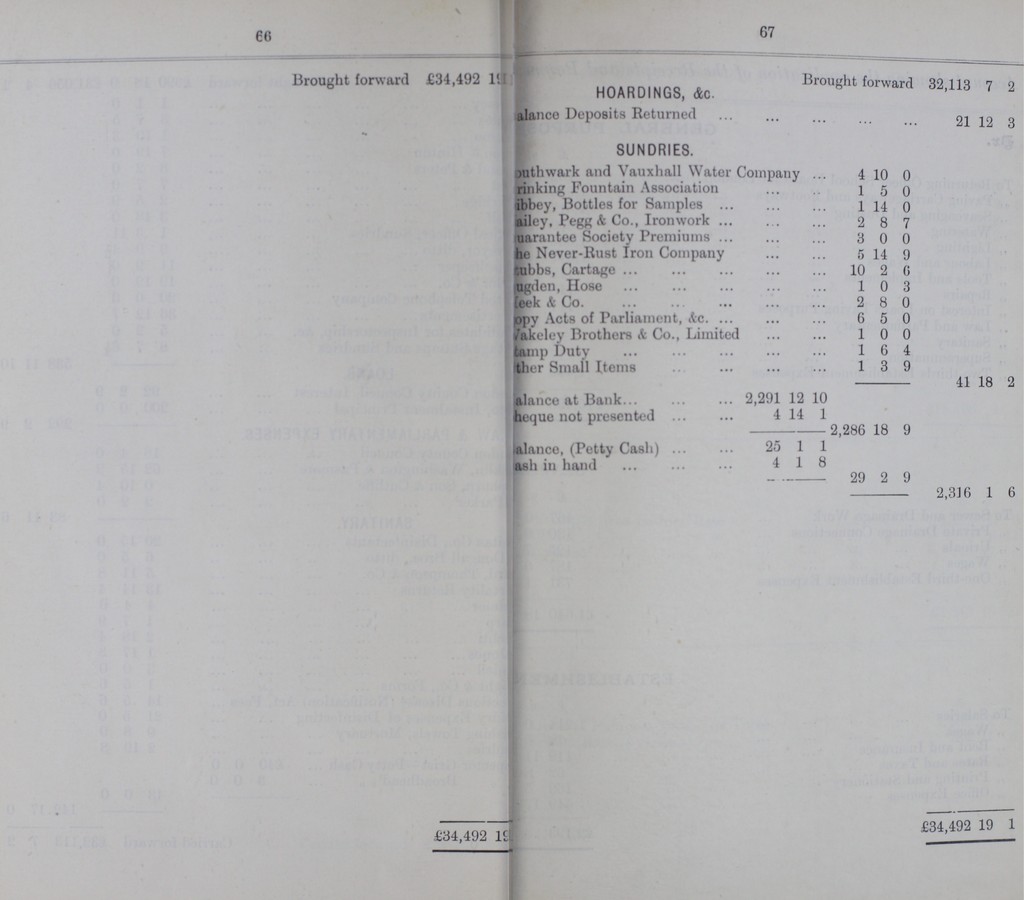 66
Brought forward £34,492 19
£34,492 19
67
Brought forward 32,113 7 2
HOARDINGS, &c.
alance Deposits Returned ... ... ... ... ... 21 12 3
SUNDRIES.
outhwark and Vauxhall Water Company ... 4 10 0
rinking Fountain Association ... ... 1 5 0
ibbey, Bottles for Samples ... ... ... 1 14 0
ailey, Pegg & Co., Ironwork ... ... ... 2 8 7
uarantee Society Premiums ... ... ... 3 0 0
he Never-Rust Iron Company ... ... 5 14 9
tubbs, Cartage ... ... ... ... ... 10 2 6
ugden, Hose ... ... ... ... ... 1 0 3
eek & Co. ... ... ... ... ... 2 8 0
opy Acts of Parliament, &c. ... ... ... 6 5 0
akeley Brothers & Co., Limited ... ... 1 0 0
tamp Duty ... ... ... ... ... 1 6 4
ther Small Items ... ... ... ... 1 3 9
41 18 2
alance at Bank... ... ... 2,291 12 10
heque not presented ... ... 4 14 1
2,286 18 9
alance, (Petty Cash) ... ... 25 1 1
ash in hand ... ... ... 4 1 8
29 2 9
2,316 1 6
£34,492 19 1